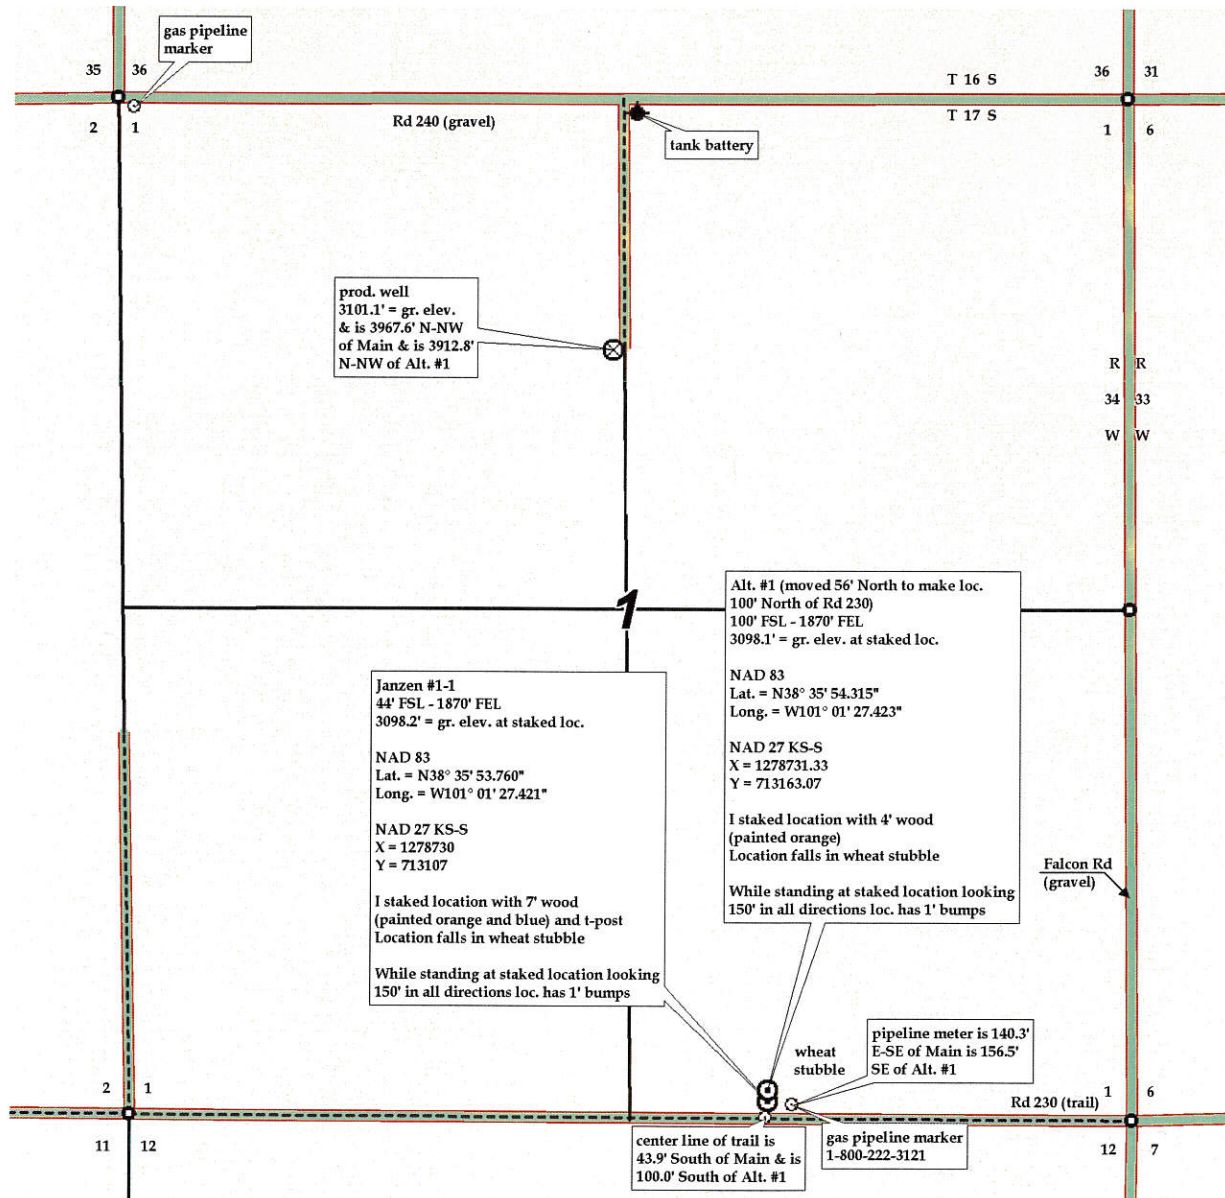 gas pipeline
marker
35 36
36 31
T 16 S
Rd 240 (gravel)
T 17 S
2 1
1 6
tank battery
prod. well
3101.1' = gr. elev.
& is 3967.6' N-NW
of Main & is 3912.8'
N-NW of Alt. #1
R R
34 33
W W
1
Alt. #1 (moved 56' North to make loc.
100' North of Rd 230)
100' FSL - 1870' FEL
3098.1' = gr. elev. at staked loc.
NAD 83
Lat. = N38° 35' 54.315"
Long. = W101° 01' 27.423"
NAD 27 KS-S
X = 1278731.33
Y = 713163.07
I staked location with 4' wood
(painted orange)
Location falls in wheat stubble
While standing at staked location looking
150' in all directions loc. has 1' bumps
Janzen #1-1
44' FSL - 1870' FEL
3098.2' = gr. elev. at staked loc.
NAD 83
Lat. = N38° 35' 53.760"
Long. = W101° 01' 27.421"
NAD 27 KS-S
X = 1278730
Y = 713107
I staked location with 7' wood
(painted orange and blue) and t-post
Location falls in wheat stubble
While standing at staked location looking
150' in all directions loc. has 1' bumps
Falcon Rd
(gravel)
pipeline meter is 140.3'
E-SE of Main is 156.5'
SE of Alt. #1
wheat
stubble
2 1
1 6
Rd 230 (trail)
11 12
12 7
center line of trail is
43.9' South of Main & is
100.0' South of Alt. #1
gas pipeline marker
1-800-222-3121